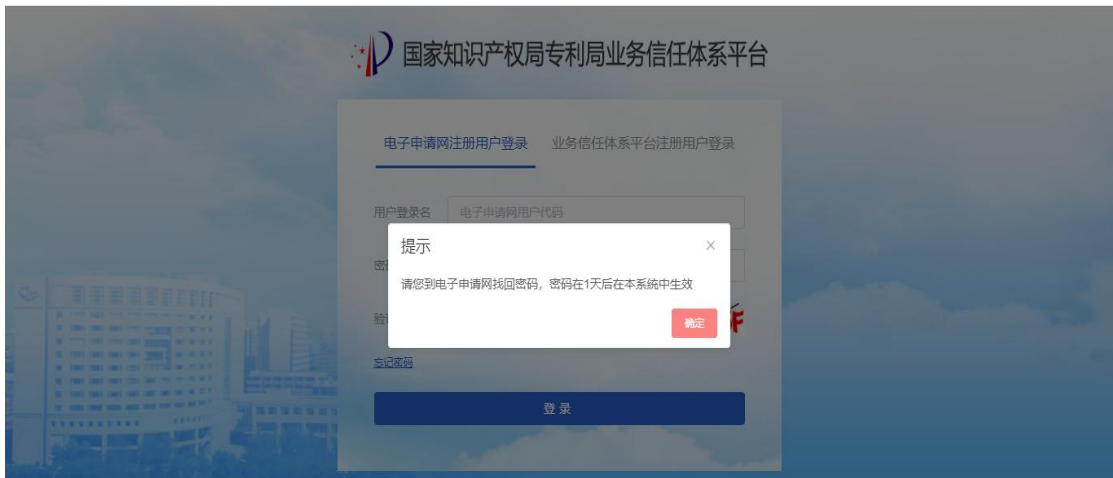 国家知识产权局专利局业务信任体系平台
电子申请网注册用户登录 业务信任体系平台注册用户登录
用户登录名 电子申请网用户代码
提示
密
请您到电子申请网找回密码，密码在1天后在本系统中生效
验
确定
F
忘记密码
登录